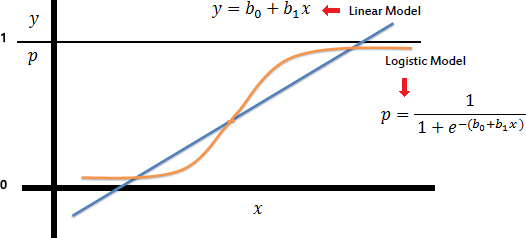 y
y = b₀ + b₁x
Linear Model
1
p
Logistic Model
p = 1 / (1 + e^−(b₀+b₁x))
0
x